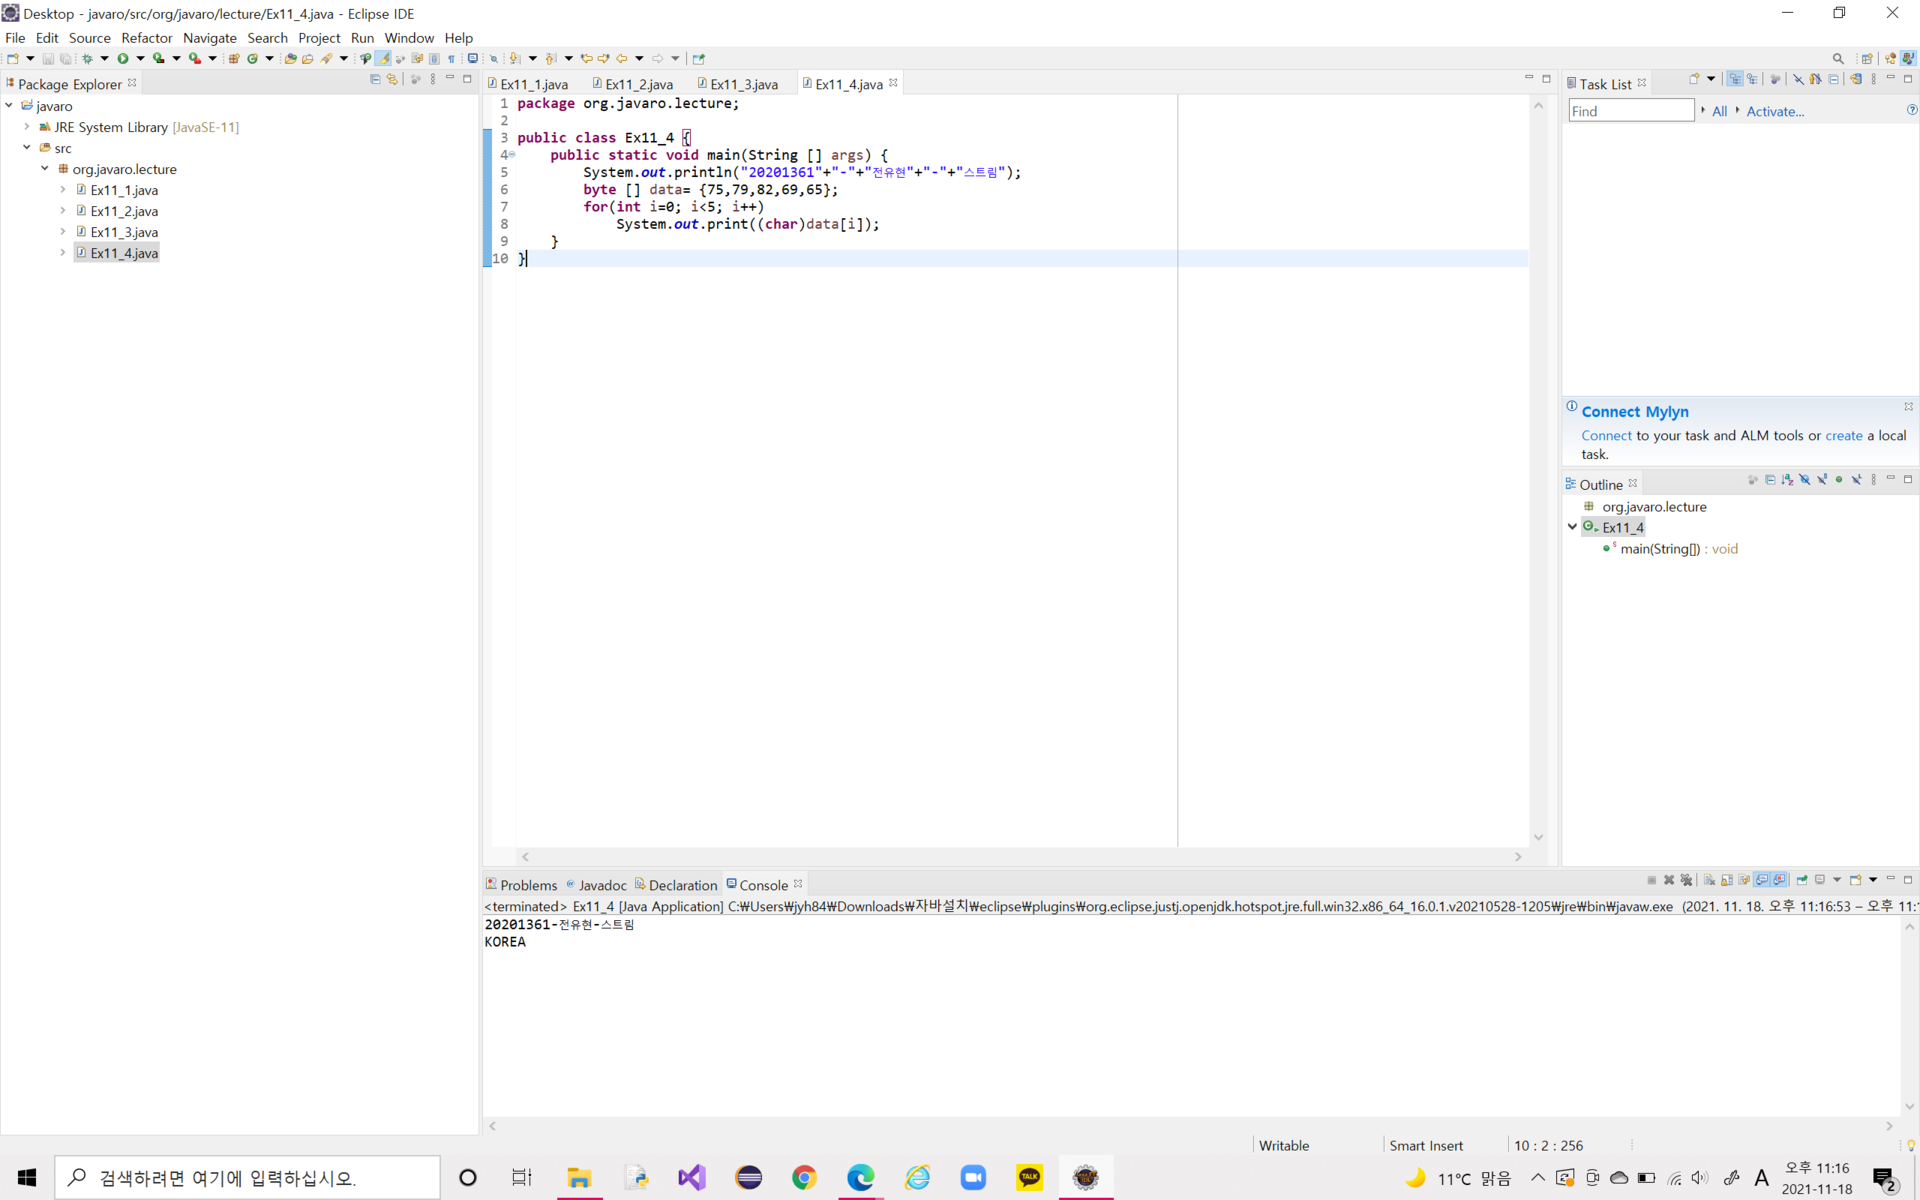 Desktop - javaro/src/org/javaro/lecture/Ex11_4.java - Eclipse IDE
File Edit Source Refactor Navigate Search Project Run Window Help
Package Explorer
javaro
JRE System Library [JavaSE-11]
src
org.javaro.lecture
Ex11_1.java
Ex11_2.java
Ex11_3.java
Ex11_4.java
Ex11_1.java Ex11_2.java Ex11_3.java Ex11_4.java
1 package org.javaro.lecture;
2
3 public class Ex11_4 {
4 public static void main(String [] args) {
5 System.out.println("20201361"+"-"+"전유현"+"-"+"스트림");
6 byte [] data= {75,79,82,69,65};
7 for(int i=0; i<5; i++)
8 System.out.print((char)data[i]);
9 }
10 }
Task List
Find All Activate...
Connect Mylyn
Connect to your task and ALM tools or create a local
task.
Outline
org.javaro.lecture
Ex11_4
main(String[]) : void
Problems Javadoc Declaration Console
<terminated> Ex11_4 [Java Application] C:₩Users₩jyh84₩Downloads₩자바설치₩eclipse₩plugins₩org.eclipse.justj.openjdk.hotspot.jre.full.win32.x86_64_16.0.1.v20210528-1205₩jre₩bin₩javaw.exe (2021. 11. 18. 오후 11:16:53 – 오후 11:
20201361-전유현-스트림
KOREA
Writable Smart Insert 10 : 2 : 256
검색하려면 여기에 입력하십시오.
TALK
11°C 맑음
A
오후 11:16
2021-11-18
2